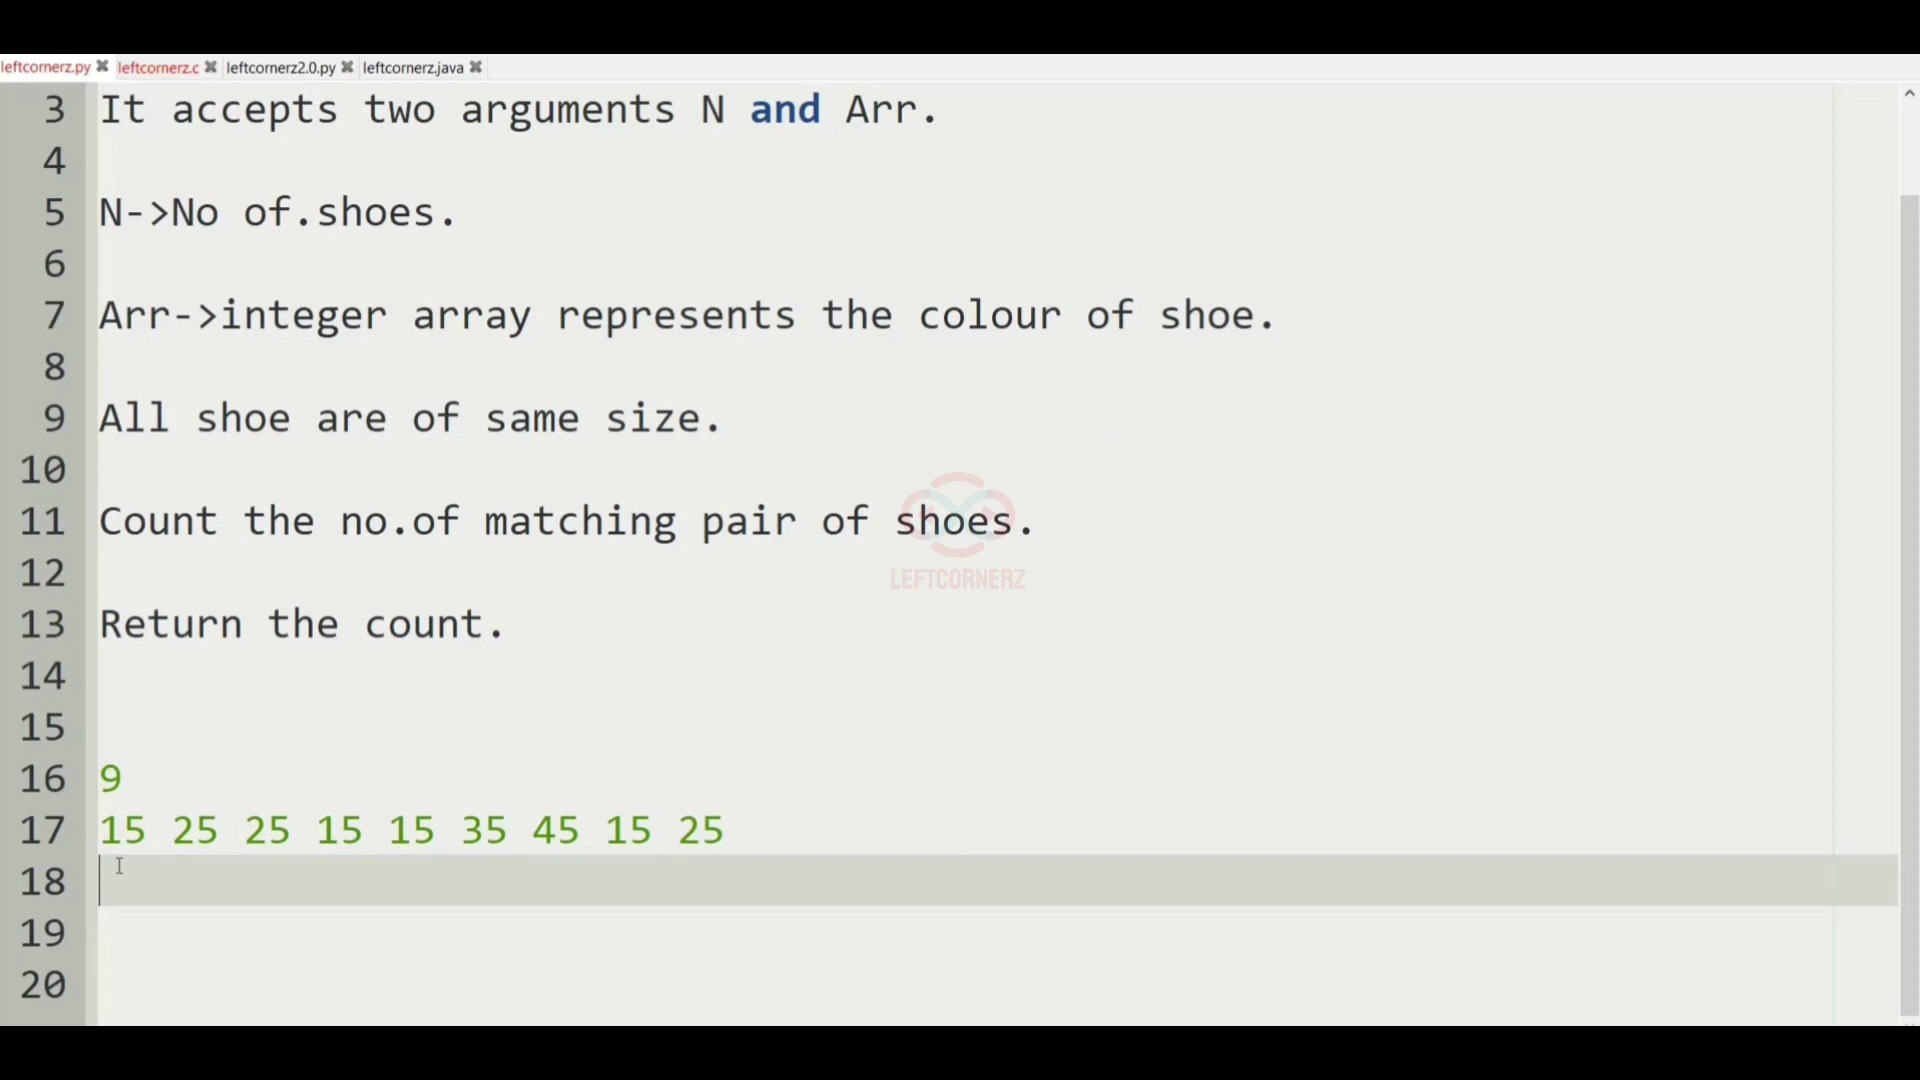 leftcornerz.py leftcornerz.c leftcornerz2.0.py leftcornerz.java
3 It accepts two arguments N and Arr.
4
5 N->No of.shoes.
6
7 Arr->integer array represents the colour of shoe.
8
9 All shoe are of same size.
10
11 Count the no.of matching pair of shoes.
12
13 Return the count.
14
15
16 9
17 15 25 25 15 15 35 45 15 25
18
19
20
LEFTCORNERZ